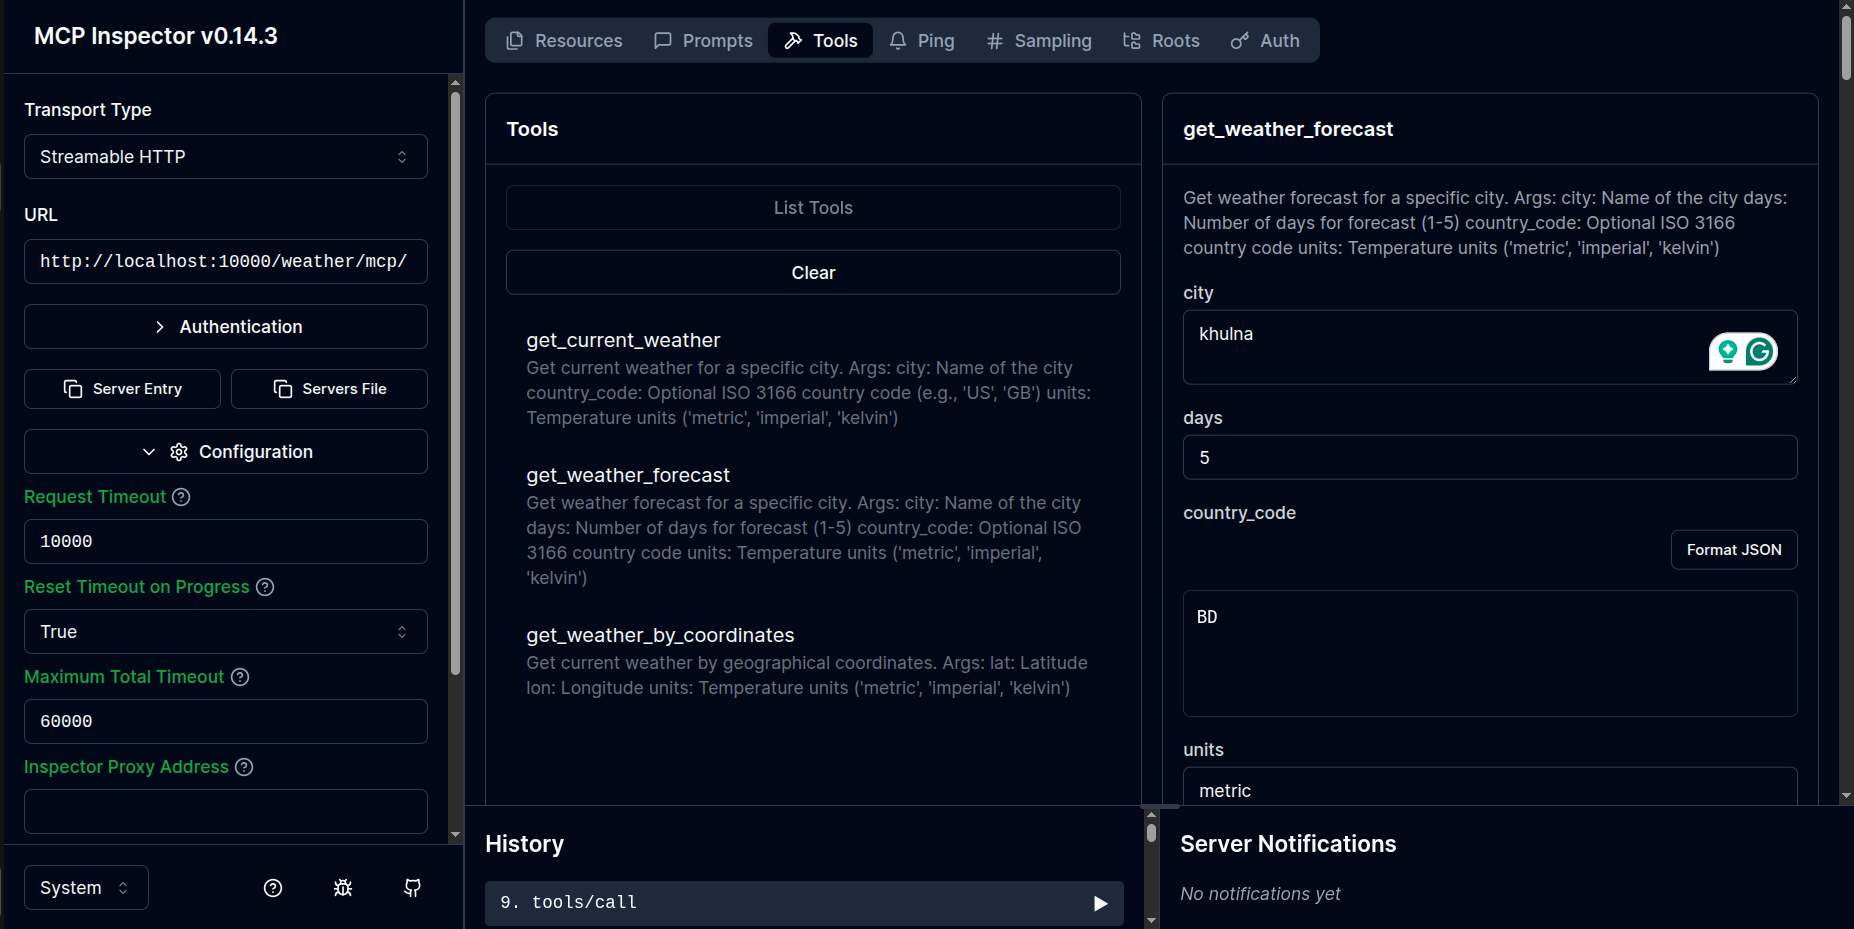 MCP Inspector v0.14.3
Transport Type
Streamable HTTP
URL
http://localhost:10000/weather/mcp/
Authentication
Server Entry
Servers File
Configuration
Request Timeout
10000
Reset Timeout on Progress
True
Maximum Total Timeout
60000
Inspector Proxy Address
System
Resources
Prompts
Tools
Ping
Sampling
Roots
Auth
Tools
List Tools
Clear
get_current_weather
Get current weather for a specific city. Args: city: Name of the city
country_code: Optional ISO 3166 country code (e.g., 'US', 'GB') units:
Temperature units ('metric', 'imperial', 'kelvin')
get_weather_forecast
Get weather forecast for a specific city. Args: city: Name of the city
days: Number of days for forecast (1-5) country_code: Optional ISO
3166 country code units: Temperature units ('metric', 'imperial',
'kelvin')
get_weather_by_coordinates
Get current weather by geographical coordinates. Args: lat: Latitude
lon: Longitude units: Temperature units ('metric', 'imperial', 'kelvin')
get_weather_forecast
Get weather forecast for a specific city. Args: city: Name of the city days:
Number of days for forecast (1-5) country_code: Optional ISO 3166
country code units: Temperature units ('metric', 'imperial', 'kelvin')
city
khulna
days
5
country_code
Format JSON
BD
units
metric
History
9. tools/call
Server Notifications
No notifications yet